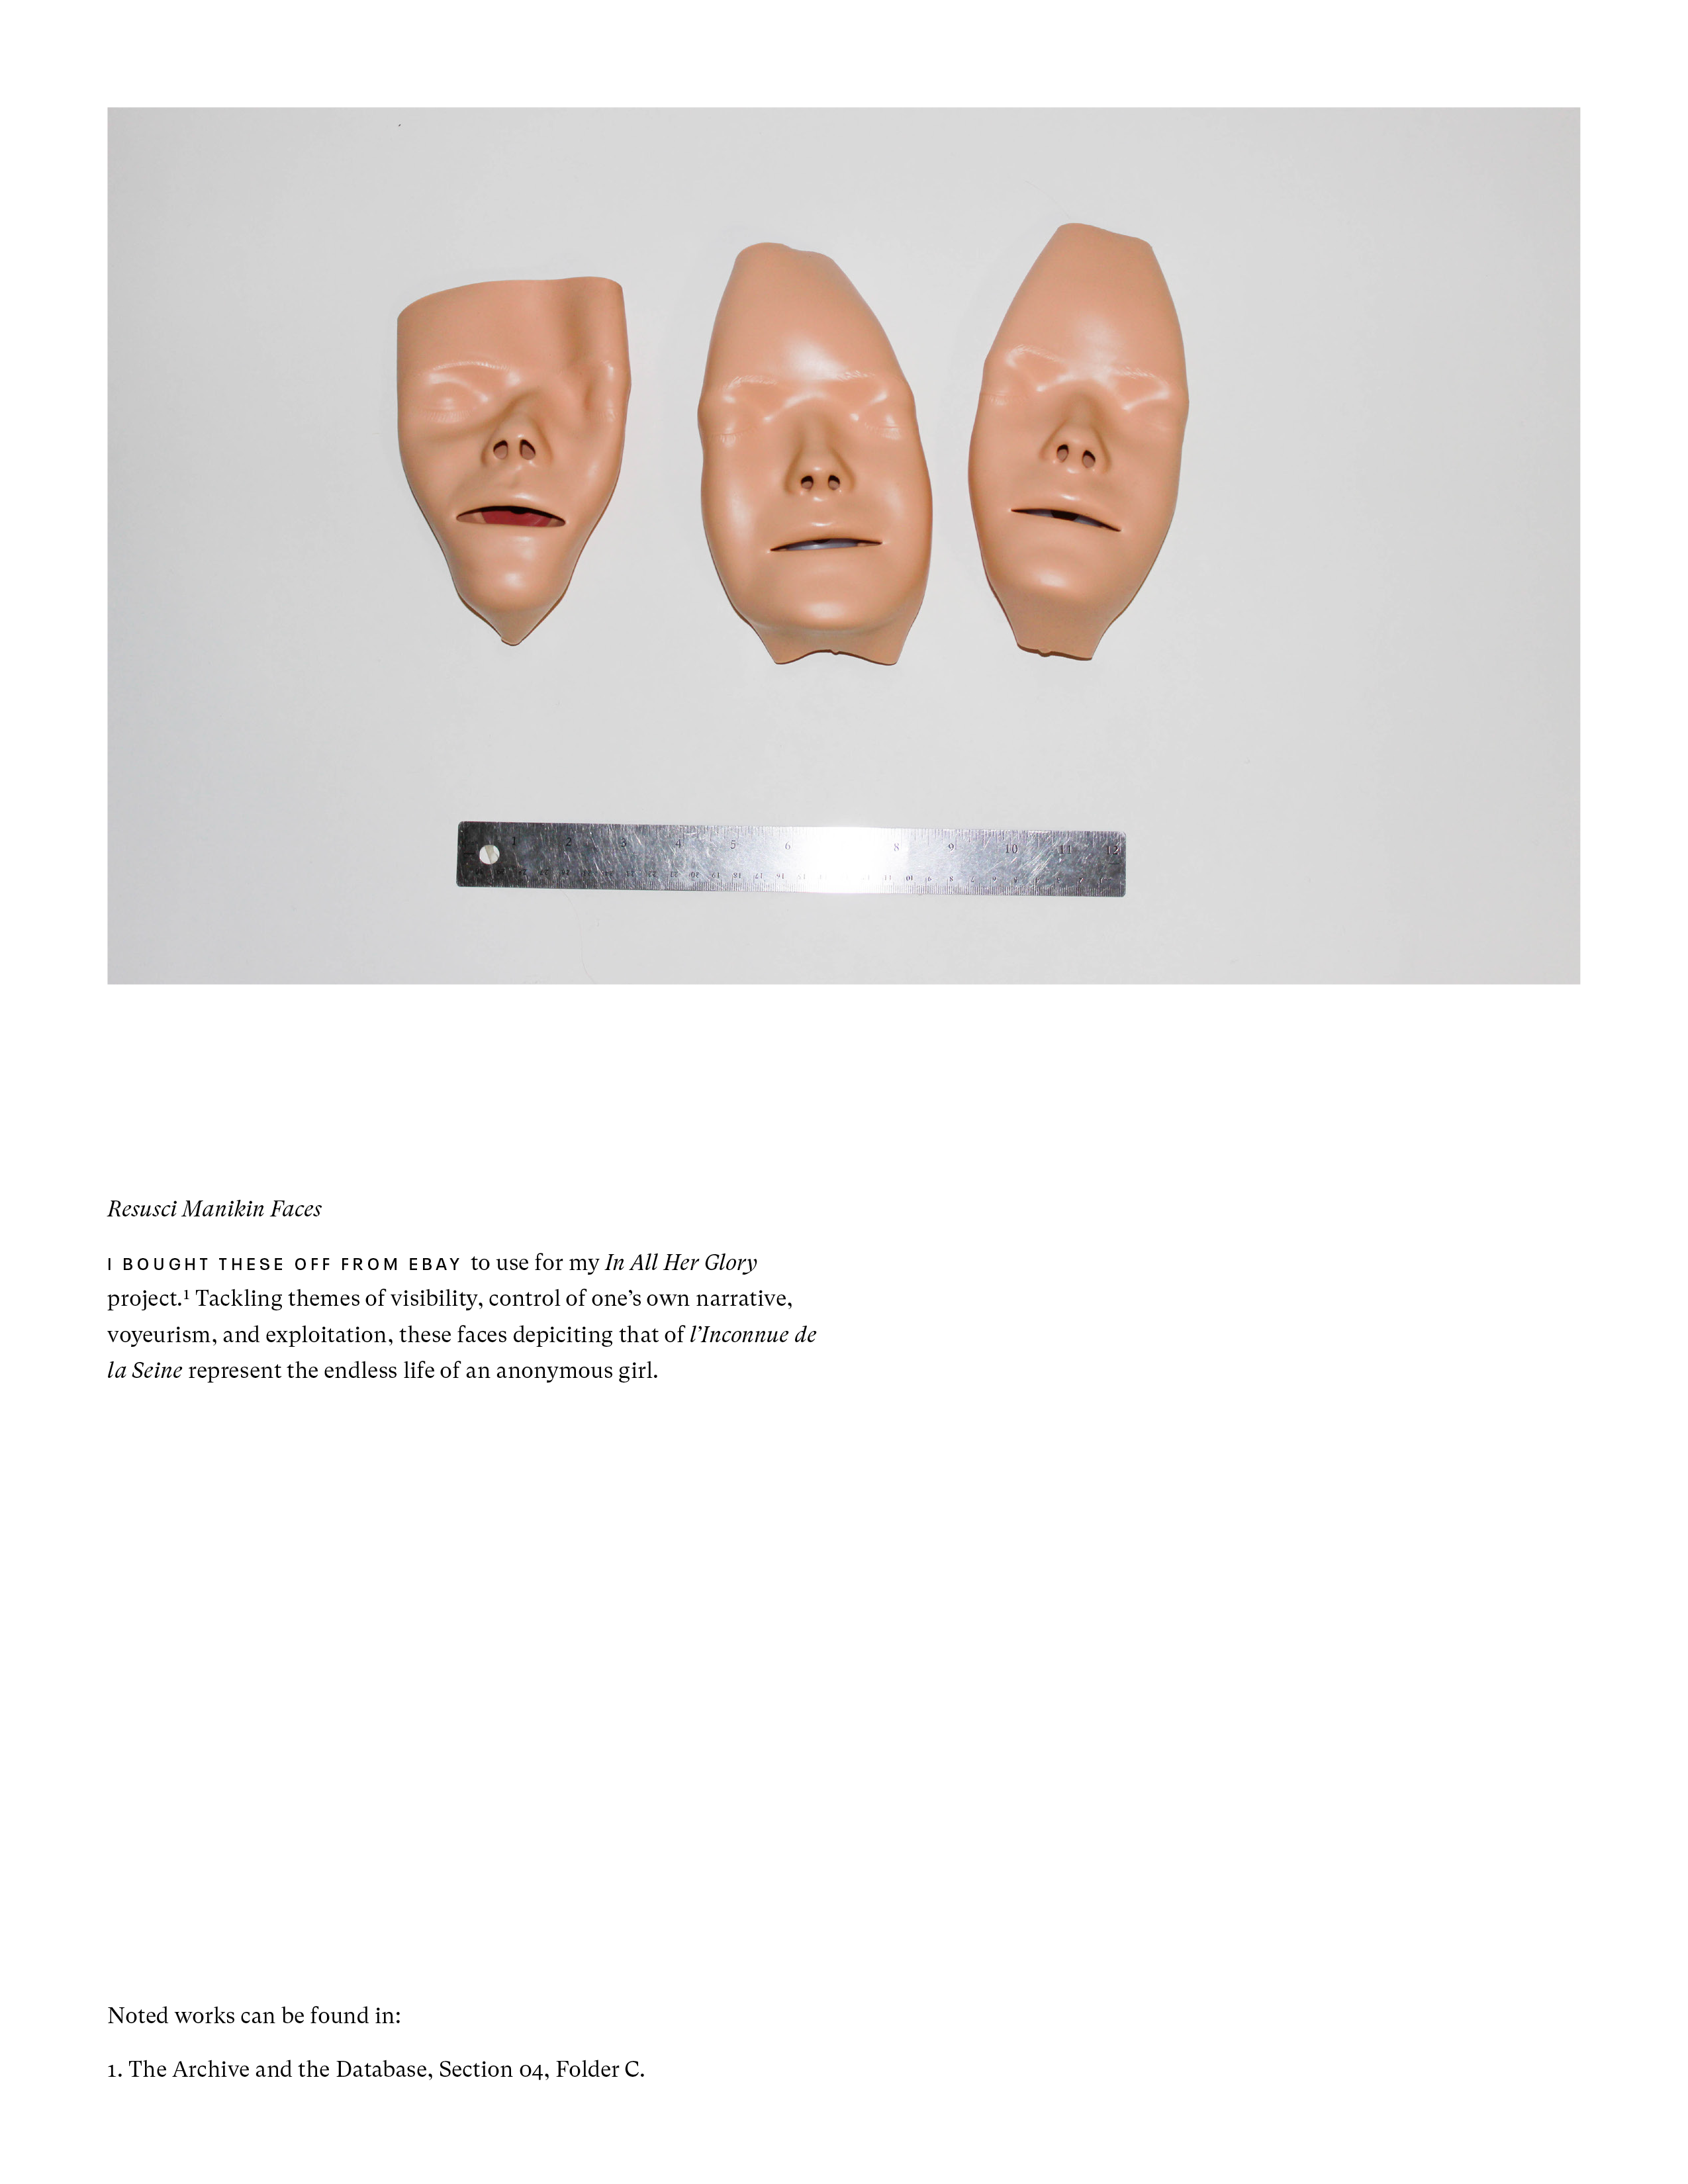 1 2 3 4 5 6 8 9 10 11 12
Resusci Manikin Faces
I BOUGHT THESE OFF FROM EBAY to use for my In All Her Glory
project.¹ Tackling themes of visibility, control of one’s own narrative,
voyeurism, and exploitation, these faces depiciting that of l’Inconnue de
la Seine represent the endless life of an anonymous girl.
Noted works can be found in:
1. The Archive and the Database, Section 04, Folder C.